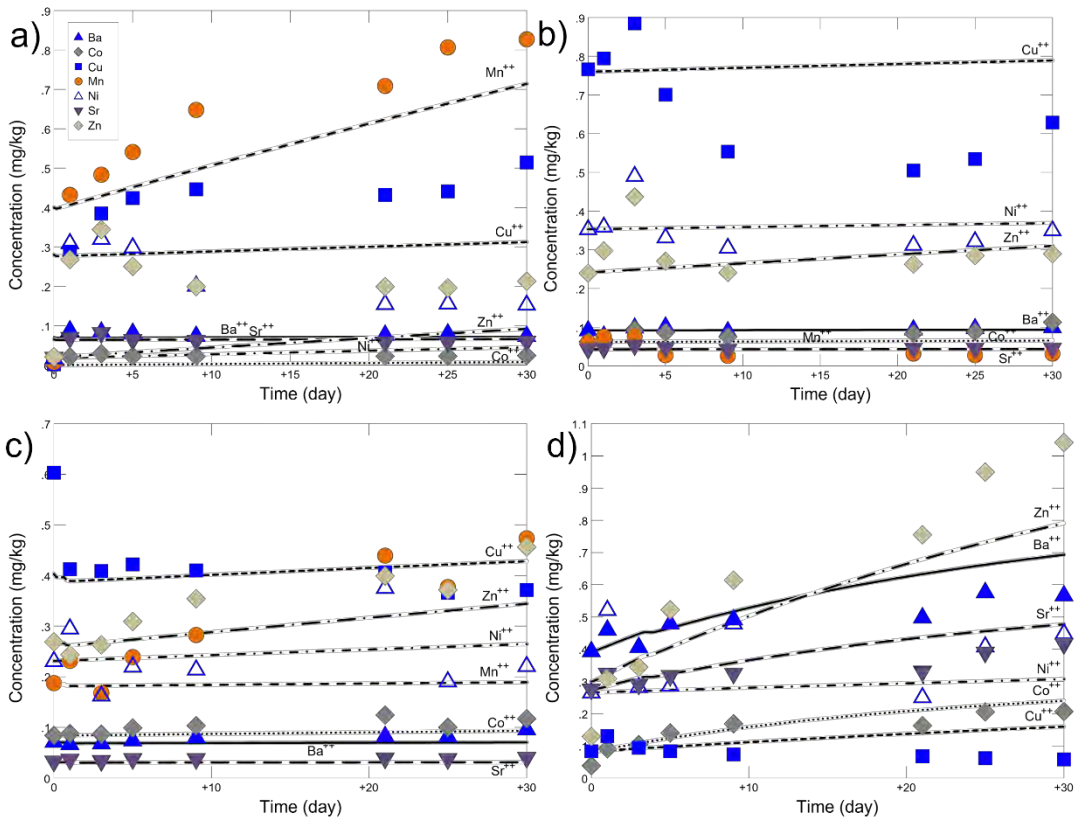 a)
Ba
Co
Cu
Mn
Ni
Sr
Zn
.9
.8
.7
.6
.5
.4
.3
.2
.1
0
Concentration (mg/kg)
Mn++
Cu++
Ba++ Sr++
Zn++
Ni++
Co++
0 +5 +10 +15 +20 +25 +30
Time (day)
b)
.9
.8
.7
.6
.5
.4
.3
.2
.1
0
Concentration (mg/kg)
Cu++
Ni++
Zn++
Ba++
Mn++ Co++
Sr++
0 +5 +10 +15 +20 +25 +30
Time (day)
c)
.7
.6
.5
.4
.3
.2
.1
0
Concentration (mg/kg)
Cu++
Zn++
Ni++
Mn++
Co++
Ba++
Sr++
0 +10 +20 +30
Time (day)
d)
1.1
1
.9
.8
.7
.6
.5
.4
.3
.2
.1
0
Concentration (mg/kg)
Zn++
Ba++
Sr++
Ni++
Co++
Cu++
0 +10 +20 +30
Time (day)